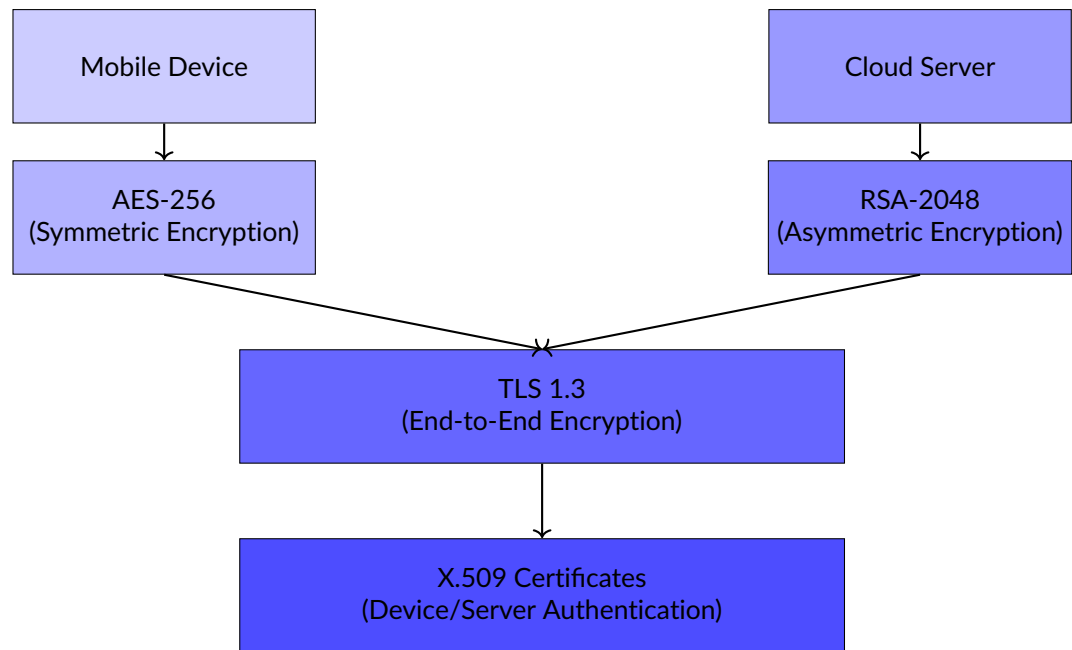 Mobile Device
Cloud Server
AES-256
(Symmetric Encryption)
RSA-2048
(Asymmetric Encryption)
TLS 1.3
(End-to-End Encryption)
X.509 Certificates
(Device/Server Authentication)